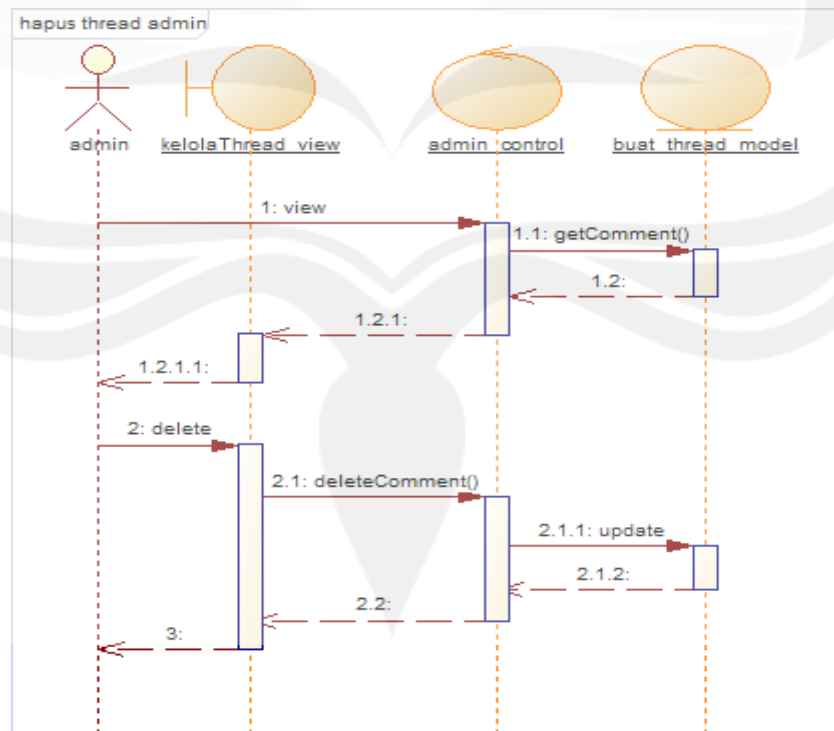 hapus thread admin
admin
kelolaThread_view
admin_control
buat_thread_model
1: view
1.1: getComment()
1.2:
1.2.1:
1.2.1.1:
2: delete
2.1: deleteComment()
2.1.1: update
2.1.2:
2.2:
3: